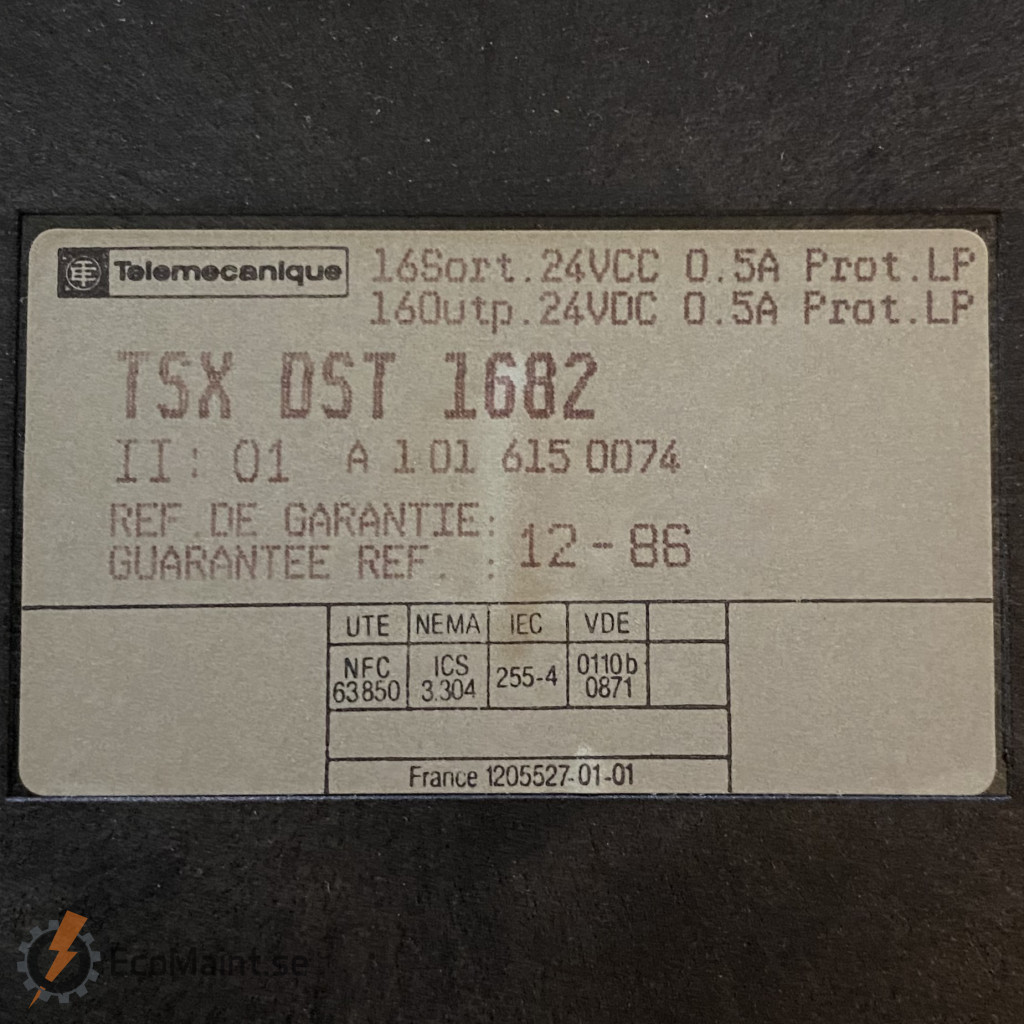 Telemecanique
16Sort.24VCC 0.5A Prot.LP
16Outp.24VDC 0.5A Prot.LP
TSX DST 1682
II: 01 A 1 01 615 0074
REF.DE GARANTIE:
GUARANTEE REF. : 12-86
UTE NEMA IEC VDE
NFC 63850 ICS 3.304 255-4 0110b 0871
France 1205527-01-01
EcoMaint.se